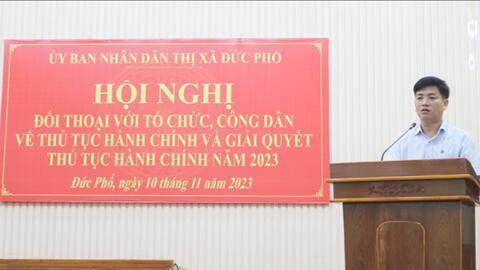 ỦY BAN NHÂN DÂN THỊ XÃ ĐỨC PHỔ
HỘI NGHỊ
ĐỐI THOẠI VỚI TỔ CHỨC, CÔNG DÂN
VỀ THỦ TỤC HÀNH CHÍNH VÀ GIẢI QUYẾT
THỦ TỤC HÀNH CHÍNH NĂM 2023
Đức Phổ, ngày 10 tháng 11 năm 2023